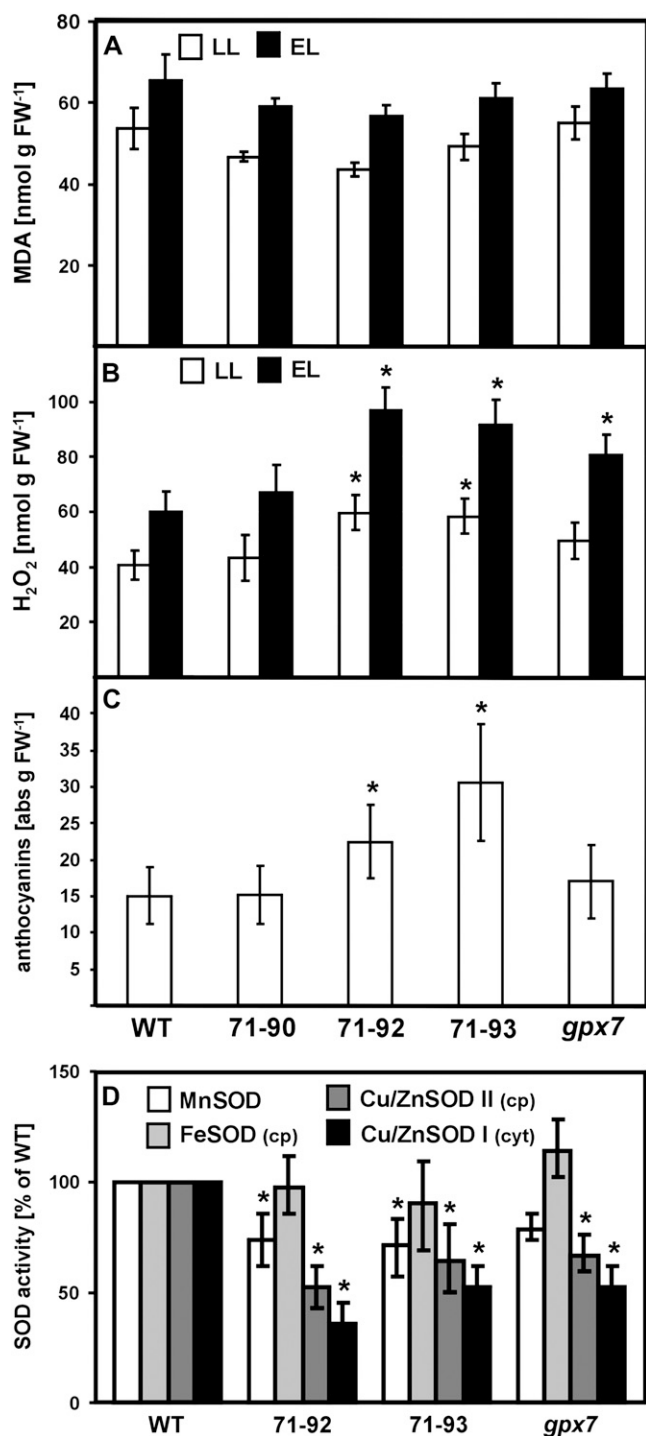 A
LL EL
80
60
40
20
MDA [nmol g FW-1]
B
LL EL
* * * * *
100
80
60
40
20
H2O2 [nmol g FW-1]
C
* *
40
35
30
25
20
15
10
5
anthocyanins [abs g FW-1]
WT 71-90 71-92 71-93 gpx7
D
MnSOD Cu/ZnSOD II (cp)
FeSOD (cp) Cu/ZnSOD I (cyt)
* * * * * * * *
150
100
50
0
SOD activity [% of WT]
WT 71-92 71-93 gpx7